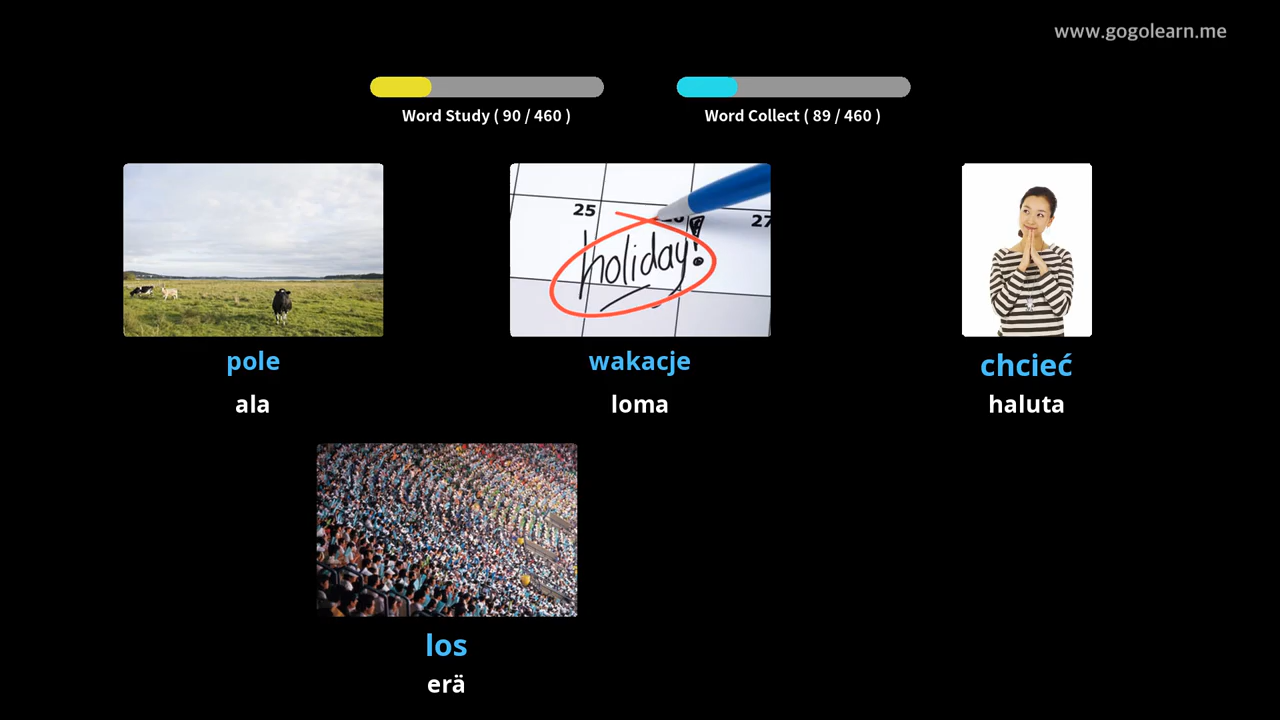 www.gogolearn.me
Word Study ( 90 / 460 )
Word Collect ( 89 / 460 )
25
27
holiday!
pole
wakacje
chcieć
ala
loma
haluta
los
erä